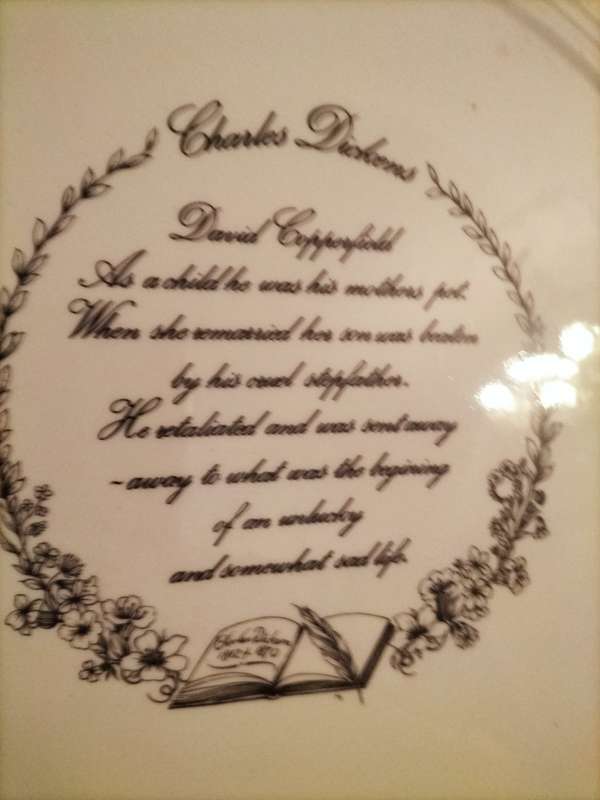 Charles Dickens
David Copperfield
As a child he was his mothers pet.
When she remarried her son was beaten
by his cruel stepfather.
He retaliated and was sent away
~ away to what was the begining
of an unlucky
and somewhat sad life.
Charles Dickens